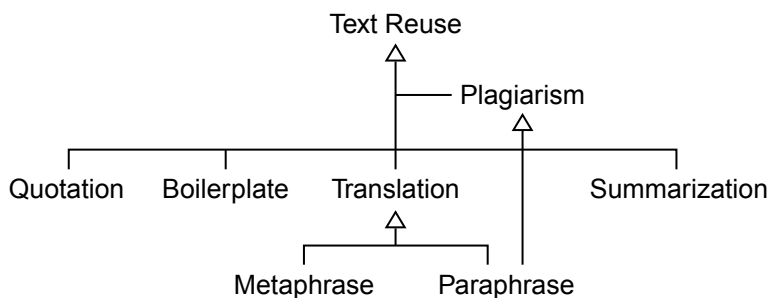 Text Reuse
Plagiarism
Quotation Boilerplate Translation Summarization
Metaphrase Paraphrase